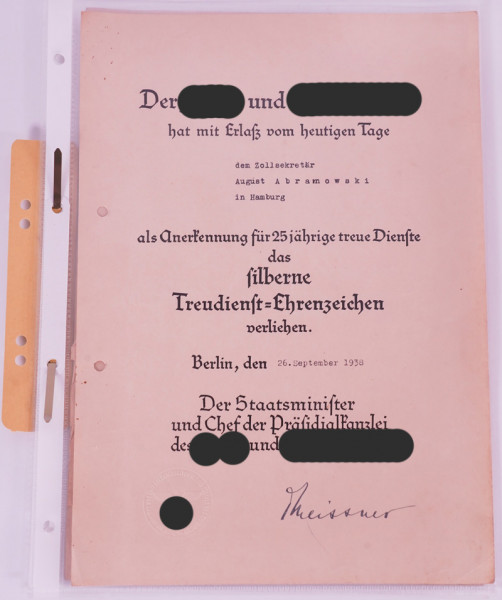 Der und
hat mit Erlaß vom heutigen Tage
dem Zollsekretär
August Abramowski
in Hamburg
als Anerkennung für 25jährige treue Dienste
das
silberne
Treudienst=Ehrenzeichen
verliehen.
Berlin, den 26.September 1938
Der Staatsminister
und Chef der Präsidialkanzlei
des und
Meissner